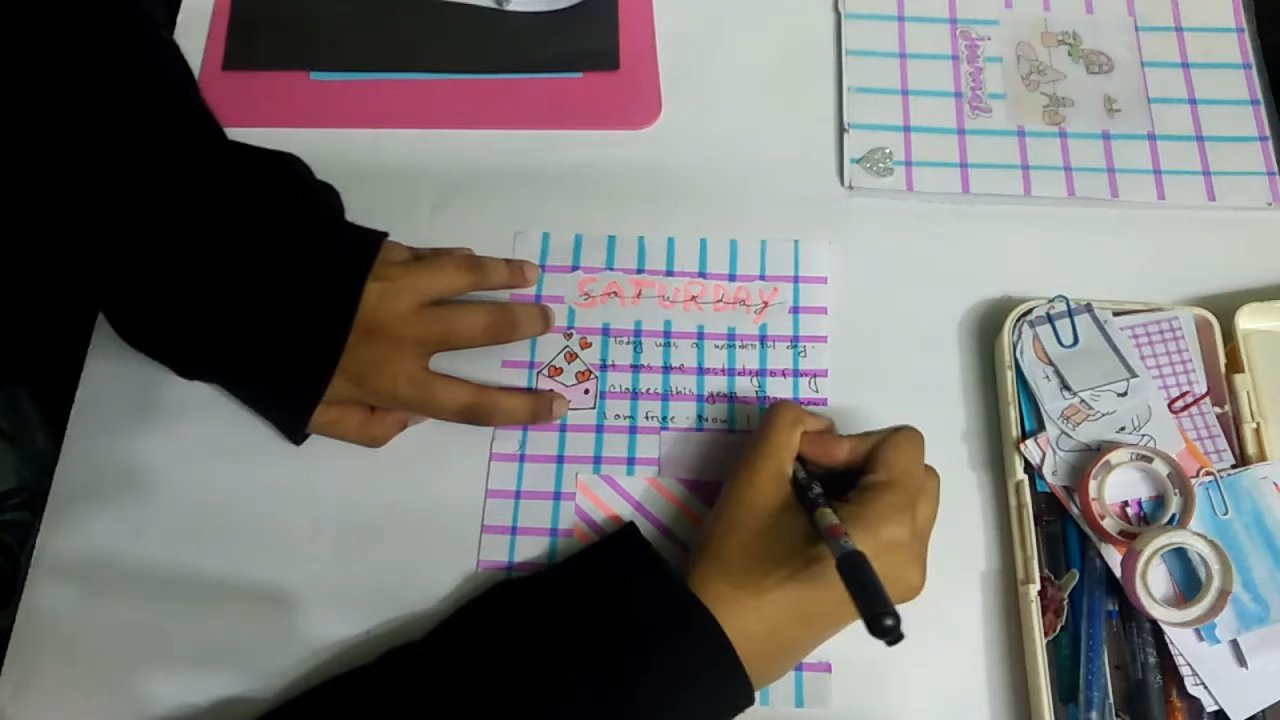 SATURDAY
saturday
Today was a wonderful day.
It was the last day of my
classes this year. From now
I am free. Now I
Journal